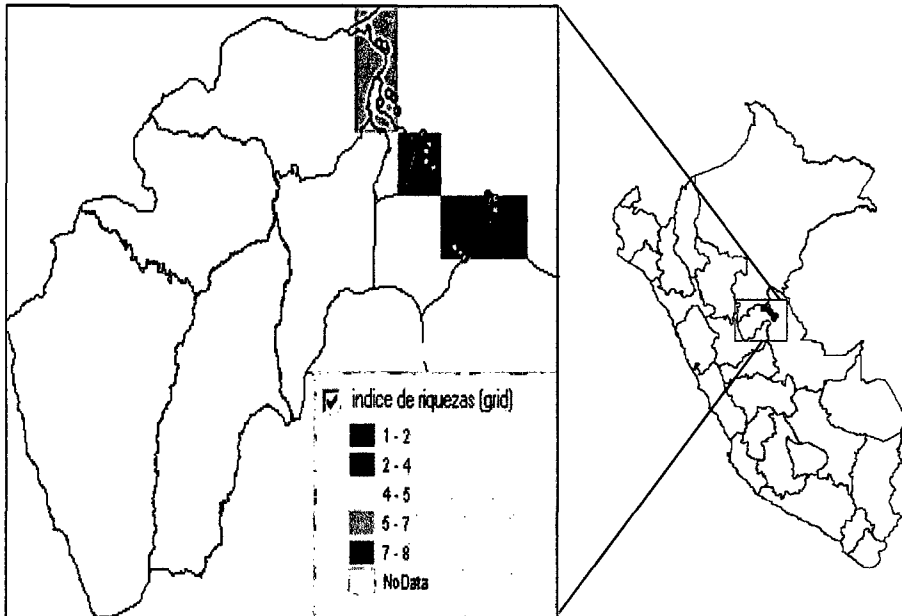 indice de riquezas (grid)
1 - 2
2 - 4
4 - 5
5 - 7
7 - 8
NoData